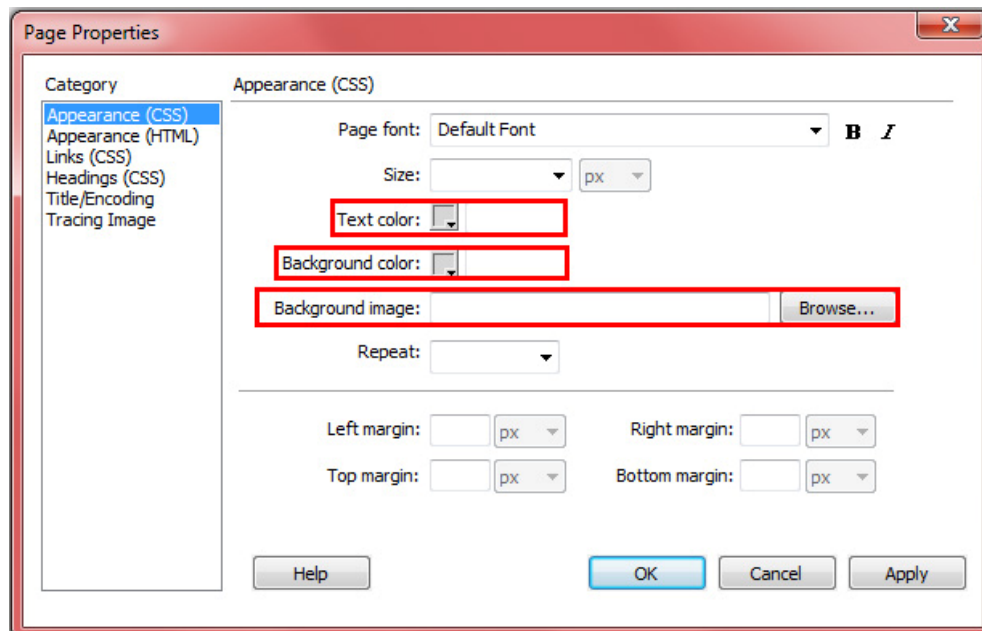 Page Properties
Category
Appearance (CSS)
Appearance (HTML)
Links (CSS)
Headings (CSS)
Title/Encoding
Tracing Image
Appearance (CSS)
Page font: Default Font B I
Size: px
Text color:
Background color:
Background image: Browse...
Repeat:
Left margin: px Right margin: px
Top margin: px Bottom margin: px
Help OK Cancel Apply